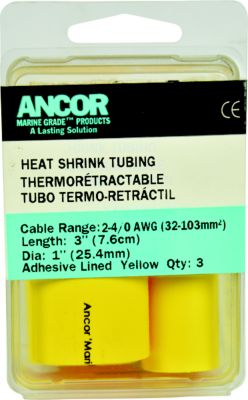 ANCOR
MARINE GRADE™ PRODUCTS
A Lasting Solution
CE
HEAT SHRINK TUBING
THERMORÉTRACTABLE
TUBO TERMO-RETRÁCTIL
Cable Range: 2-4/0 AWG (32-103mm²)
Length: 3" (7.6cm)
Dia: 1" (25.4mm)
Adhesive Lined Yellow Qty: 3
Ancor 'Mari